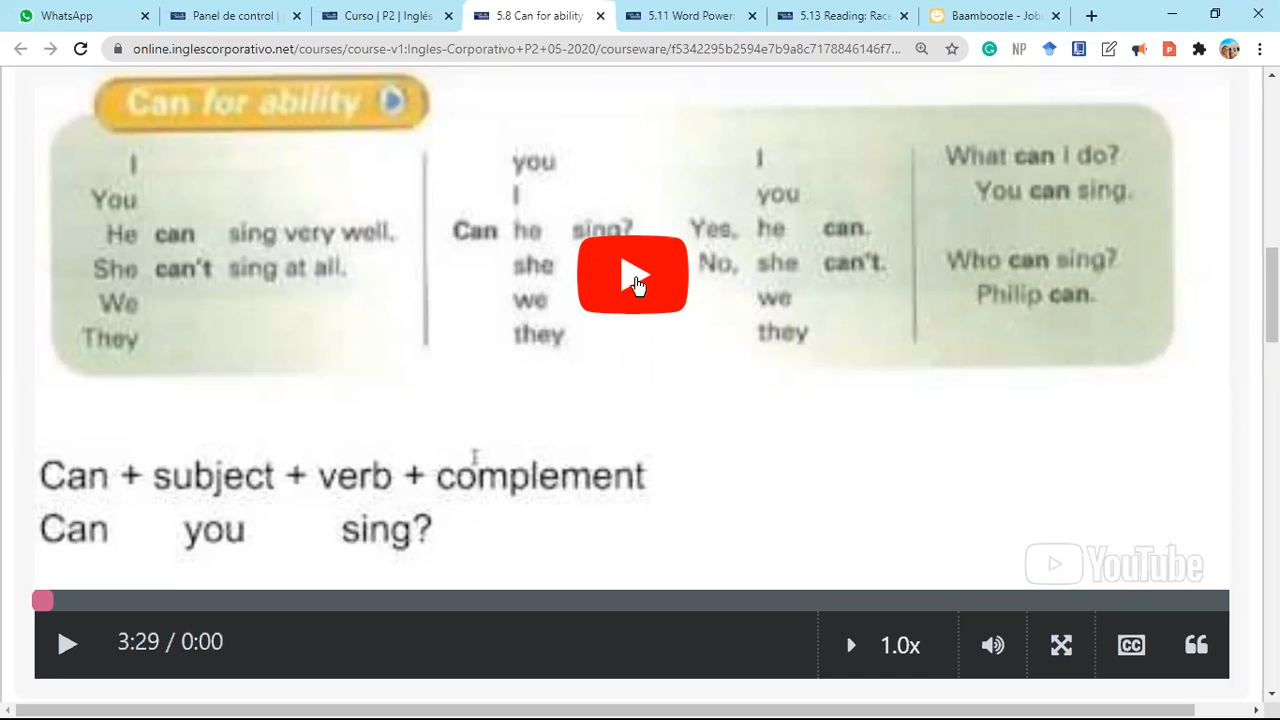 WhatsApp
Panel de control |
Curso | P2 | Inglés
5.8 Can for ability
5.11 Word Power:
5.13 Reading: Race
Baamboozle - Job
online.inglescorporativo.net/courses/course-v1:Ingles-Corporativo+P2+05-2020/courseware/f5342295b2594e7b9a8c7178846146f7...
NP
Can for ability
I
You
He can sing very well.
She can't sing at all.
We
They
you
I
Can he sing?
she
we
they
I
you
Yes, he can.
No, she can't.
we
they
What can I do?
You can sing.
Who can sing?
Philip can.
Can + subject + verb + complement
Can you sing?
YouTube
3:29 / 0:00
1.0x
CC